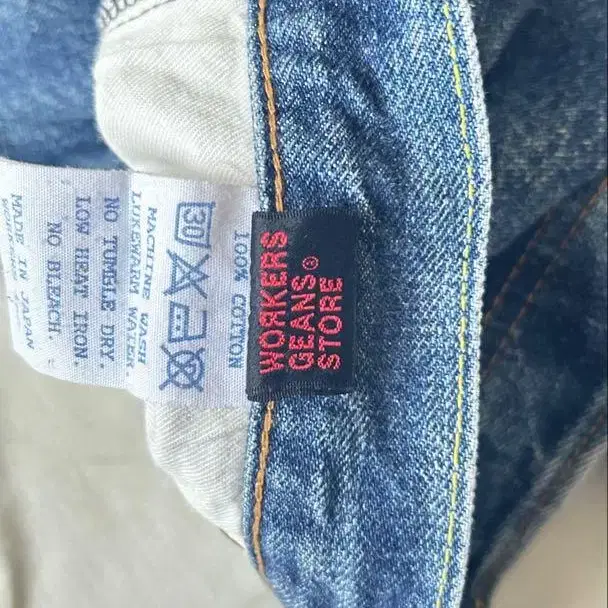 WORKERS
GEANS®
STORE
100% COTTON
30
MACHINE WASH
LUKEWARM WATER.
NO TUMBLE DRY.
LOW HEAT IRON.
NO BLEACH.
MADE IN JAPAN